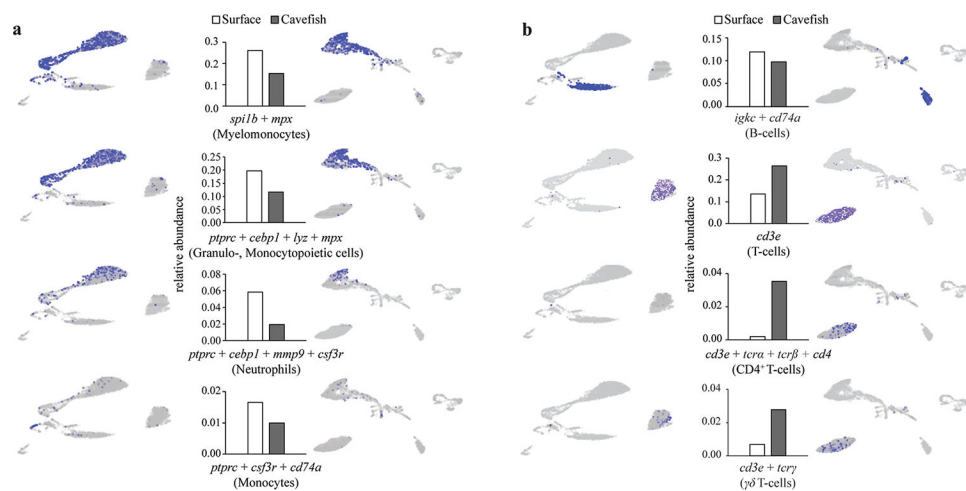 a
Surface Cavefish
0.3
0.2
0.1
0.0
spi1b + mpx
(Myelomonocytes)
0.25
0.20
0.15
0.10
0.05
0.00
ptprc + cebp1 + lyz + mpx
(Granulo-, Monocytopoietic cells)
relative abundance
0.08
0.06
0.04
0.02
0.00
ptprc + cebp1 + mmp9 + csf3r
(Neutrophils)
0.02
0.01
0.00
ptprc + csf3r + cd74a
(Monocytes)
b
Surface Cavefish
0.15
0.10
0.05
0.00
igkc + cd74a
(B-cells)
0.3
0.2
0.1
0.0
cd3e
(T-cells)
relative abundance
0.04
0.02
0.00
cd3e + tcrα + tcrβ + cd4
(CD4⁺ T-cells)
0.04
0.02
0.00
cd3e + tcrγ
(γδ T-cells)